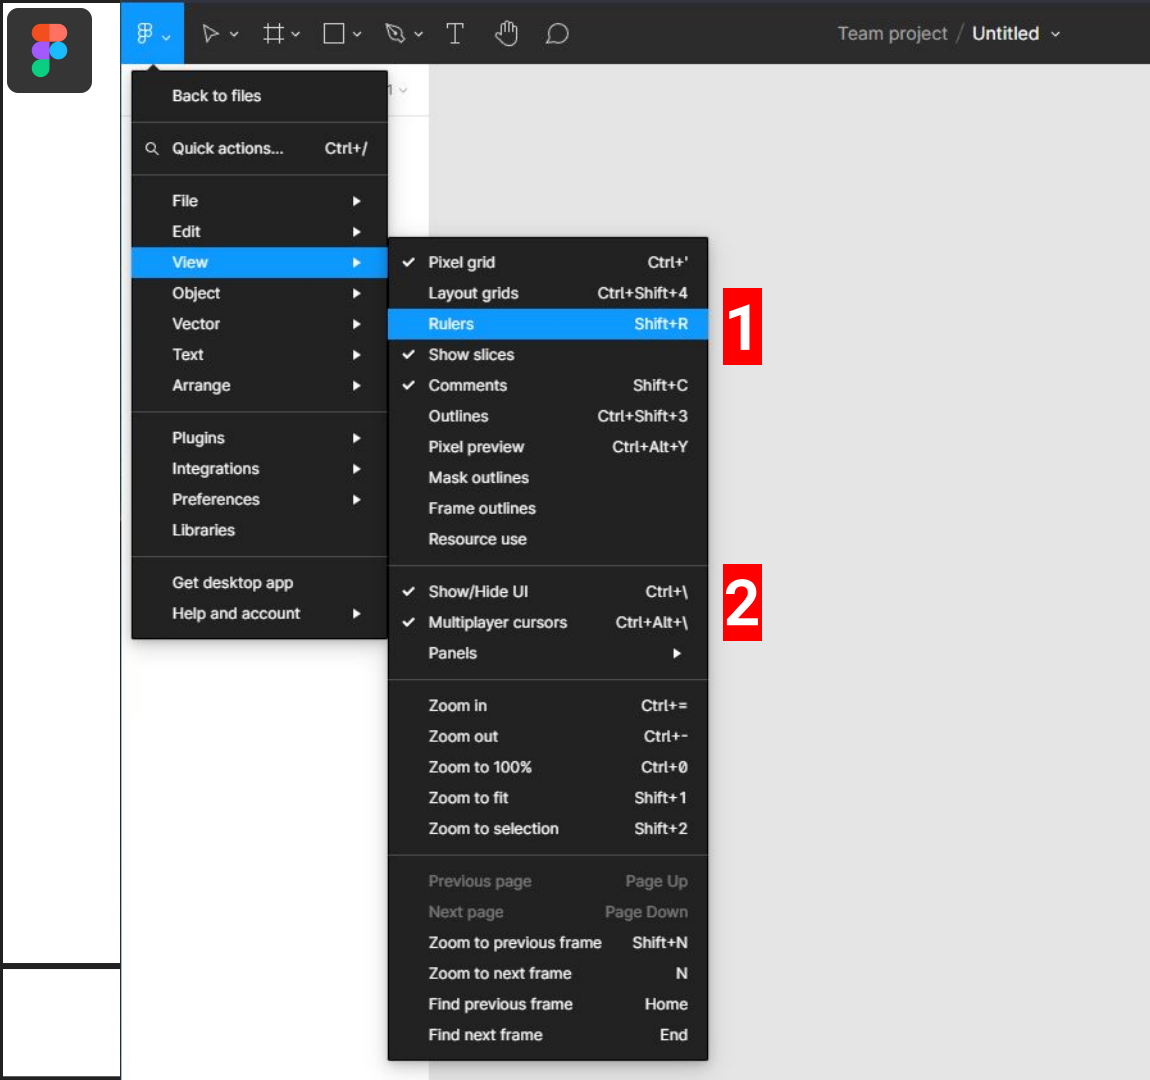 Team project / Untitled
1
Back to files
Quick actions... Ctrl+/
File
Edit
View
Object
Vector
Text
Arrange
Plugins
Integrations
Preferences
Libraries
Get desktop app
Help and account
Pixel grid Ctrl+'
Layout grids Ctrl+Shift+4
Rulers Shift+R
Show slices
Comments Shift+C
Outlines Ctrl+Shift+3
Pixel preview Ctrl+Alt+Y
Mask outlines
Frame outlines
Resource use
Show/Hide UI Ctrl+\
Multiplayer cursors Ctrl+Alt+\
Panels
Zoom in Ctrl+=
Zoom out Ctrl+-
Zoom to 100% Ctrl+0
Zoom to fit Shift+1
Zoom to selection Shift+2
Previous page Page Up
Next page Page Down
Zoom to previous frame Shift+N
Zoom to next frame N
Find previous frame Home
Find next frame End
1
2